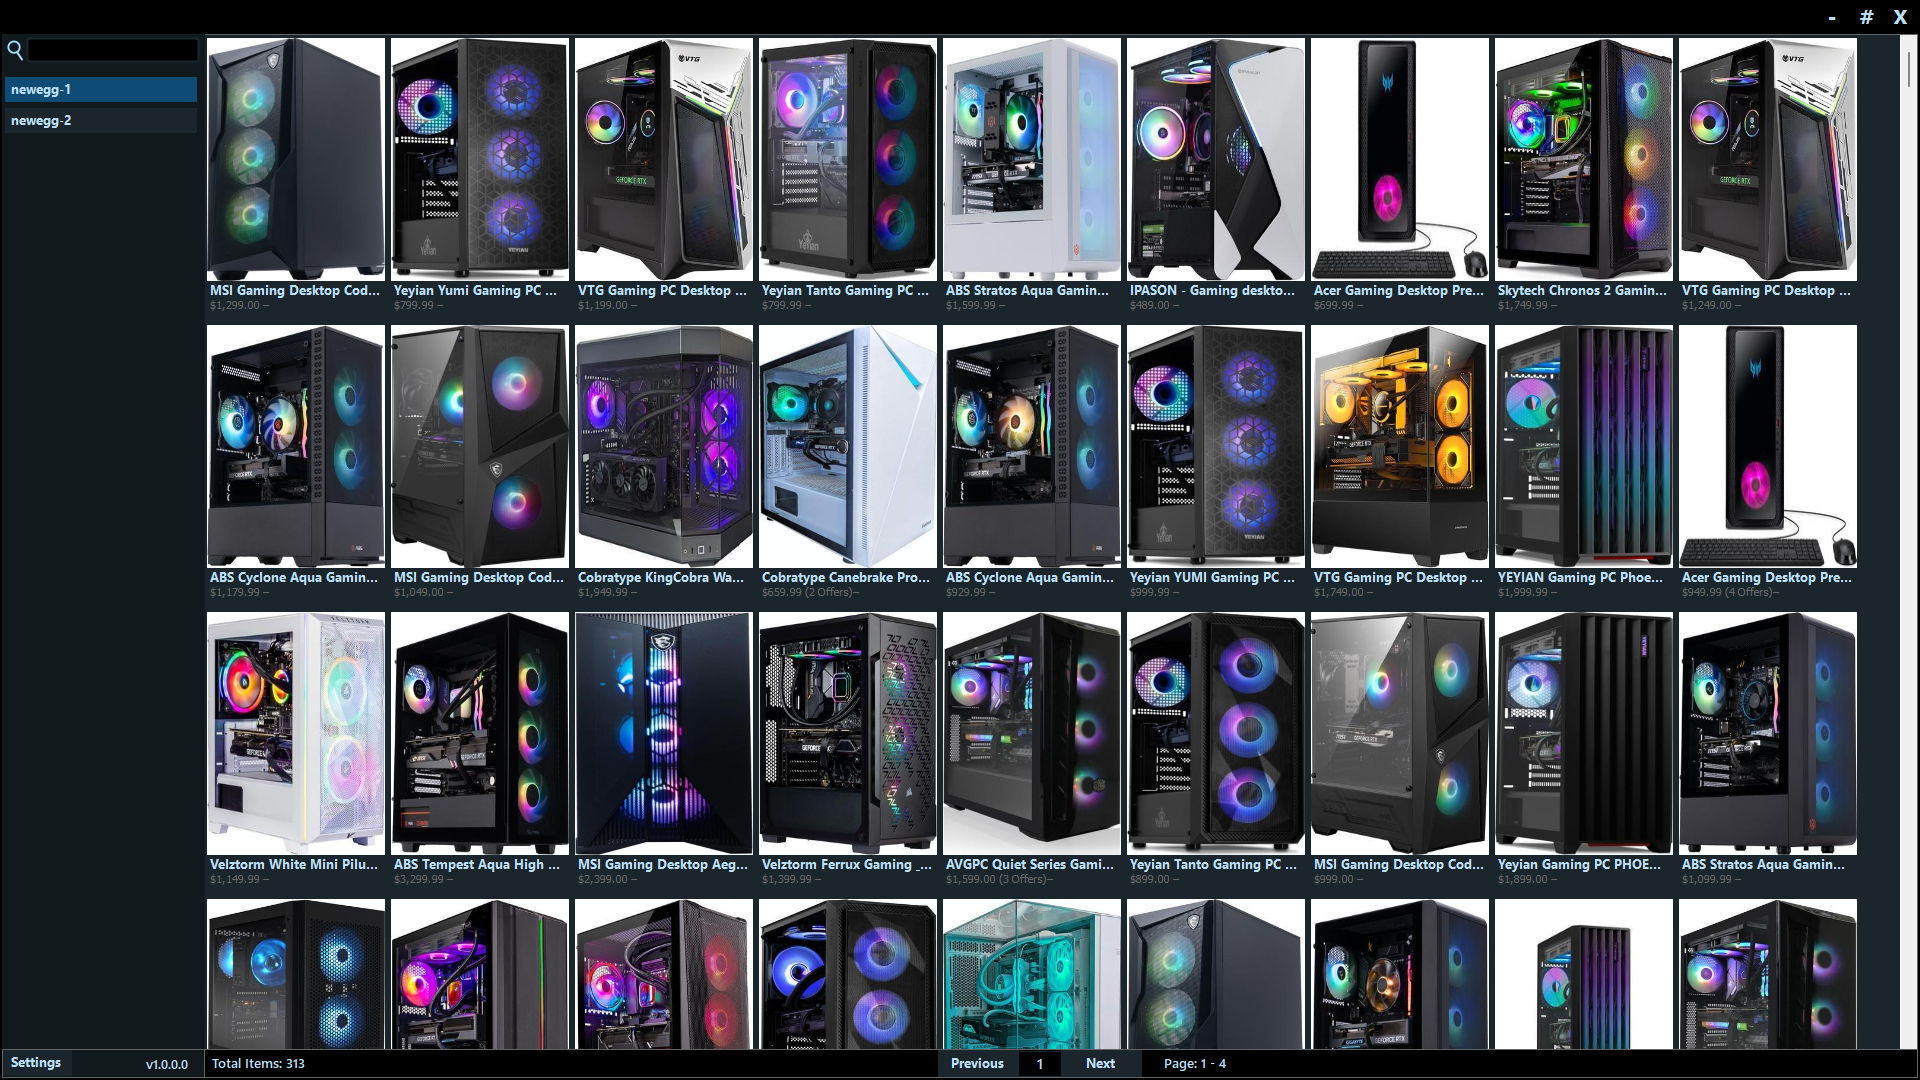 - # X
newegg-1
newegg-2
MSI Gaming Desktop Cod...
$1,299.00 –
Yeyian Yumi Gaming PC ...
$799.99 –
VTG Gaming PC Desktop ...
$1,199.00 –
Yeyian Tanto Gaming PC ...
$799.99 –
ABS Stratos Aqua Gamin...
$1,599.99 –
IPASON - Gaming deskto...
$489.00 –
Acer Gaming Desktop Pre...
$699.99 –
Skytech Chronos 2 Gamin...
$1,749.99 –
VTG Gaming PC Desktop ...
$1,249.00 –
ABS Cyclone Aqua Gamin...
$1,179.99 –
MSI Gaming Desktop Cod...
$1,049.00 –
Cobratype KingCobra Wa...
$1,949.99 –
Cobratype Canebrake Pro...
$659.99 (2 Offers)–
ABS Cyclone Aqua Gamin...
$929.99 –
Yeyian YUMI Gaming PC ...
$999.99 –
VTG Gaming PC Desktop ...
$1,749.00 –
YEYIAN Gaming PC Phoe...
$1,999.99 –
Acer Gaming Desktop Pre...
$949.99 (4 Offers)–
Velztorm White Mini Pilu...
$1,149.99 –
ABS Tempest Aqua High ...
$3,299.99 –
MSI Gaming Desktop Aeg...
$2,399.00 –
Velztorm Ferrux Gaming _...
$1,399.99 –
AVGPC Quiet Series Gami...
$1,599.00 (3 Offers)–
Yeyian Tanto Gaming PC ...
$899.00 –
MSI Gaming Desktop Cod...
$999.00 –
Yeyian Gaming PC PHOE...
$1,899.00 –
ABS Stratos Aqua Gamin...
$1,099.99 –
Settings
v1.0.0.0
Total Items: 313
Previous
1
Next
Page: 1 - 4